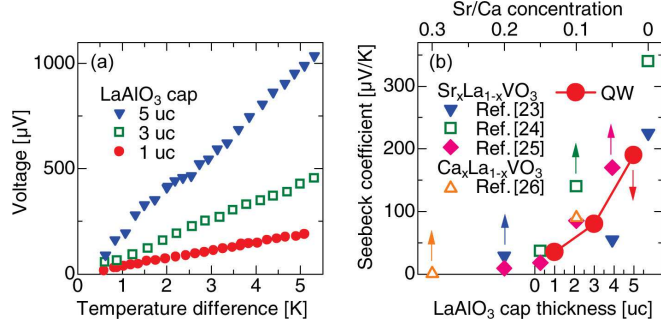 (a)
LaAlO₃ cap
5 uc
3 uc
1 uc
Voltage [µV]
1000
500
0
0 1 2 3 4 5
Temperature difference [K]
Sr/Ca concentration
0.3 0.2 0.1 0
(b)
SrₓLa₁₋ₓVO₃
QW
Ref. [23]
Ref. [24]
Ref. [25]
CaₓLa₁₋ₓVO₃
Ref. [26]
Seebeck coefficient [µV/K]
300
200
100
0
0 1 2 3 4 5
LaAlO₃ cap thickness [uc]